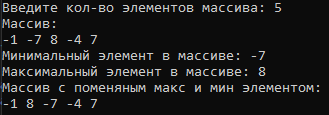 Введите кол-во элементов массива: 5
Массив:
-1 -7 8 -4 7
Минимальный элемент в массиве: -7
Максимальный элемент в массиве: 8
Массив с поменяным макс и мин элементом:
-1 8 -7 -4 7